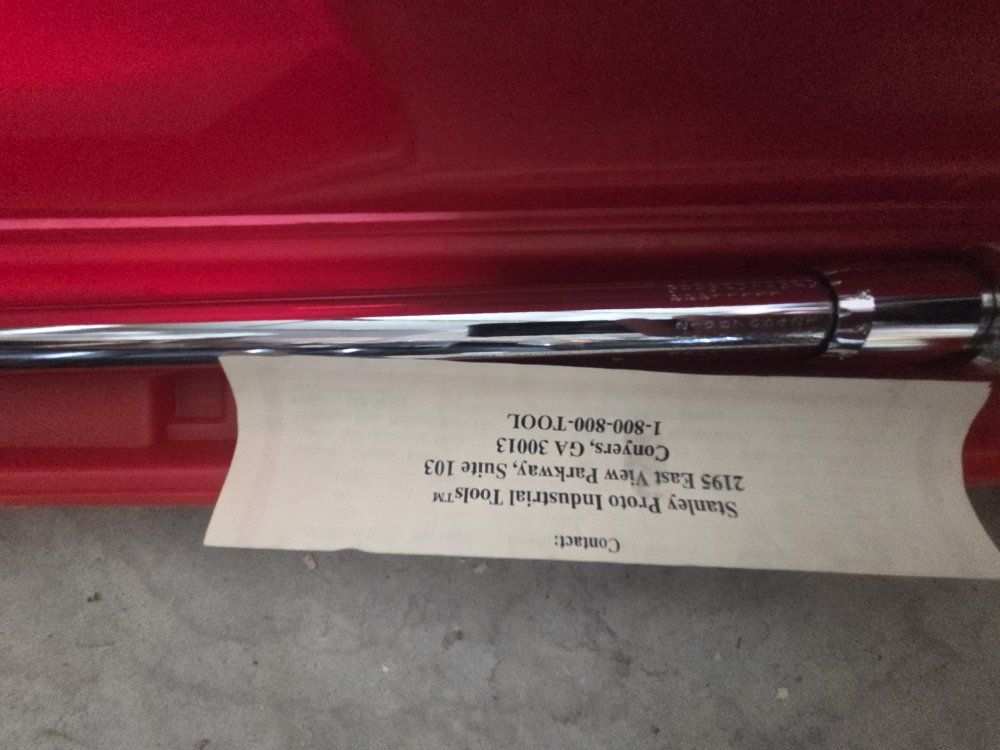 Contact:
Stanley Proto Industrial Tools™
2195 East View Parkway, Suite 103
Conyers, GA 30013
1-800-800-TOOL